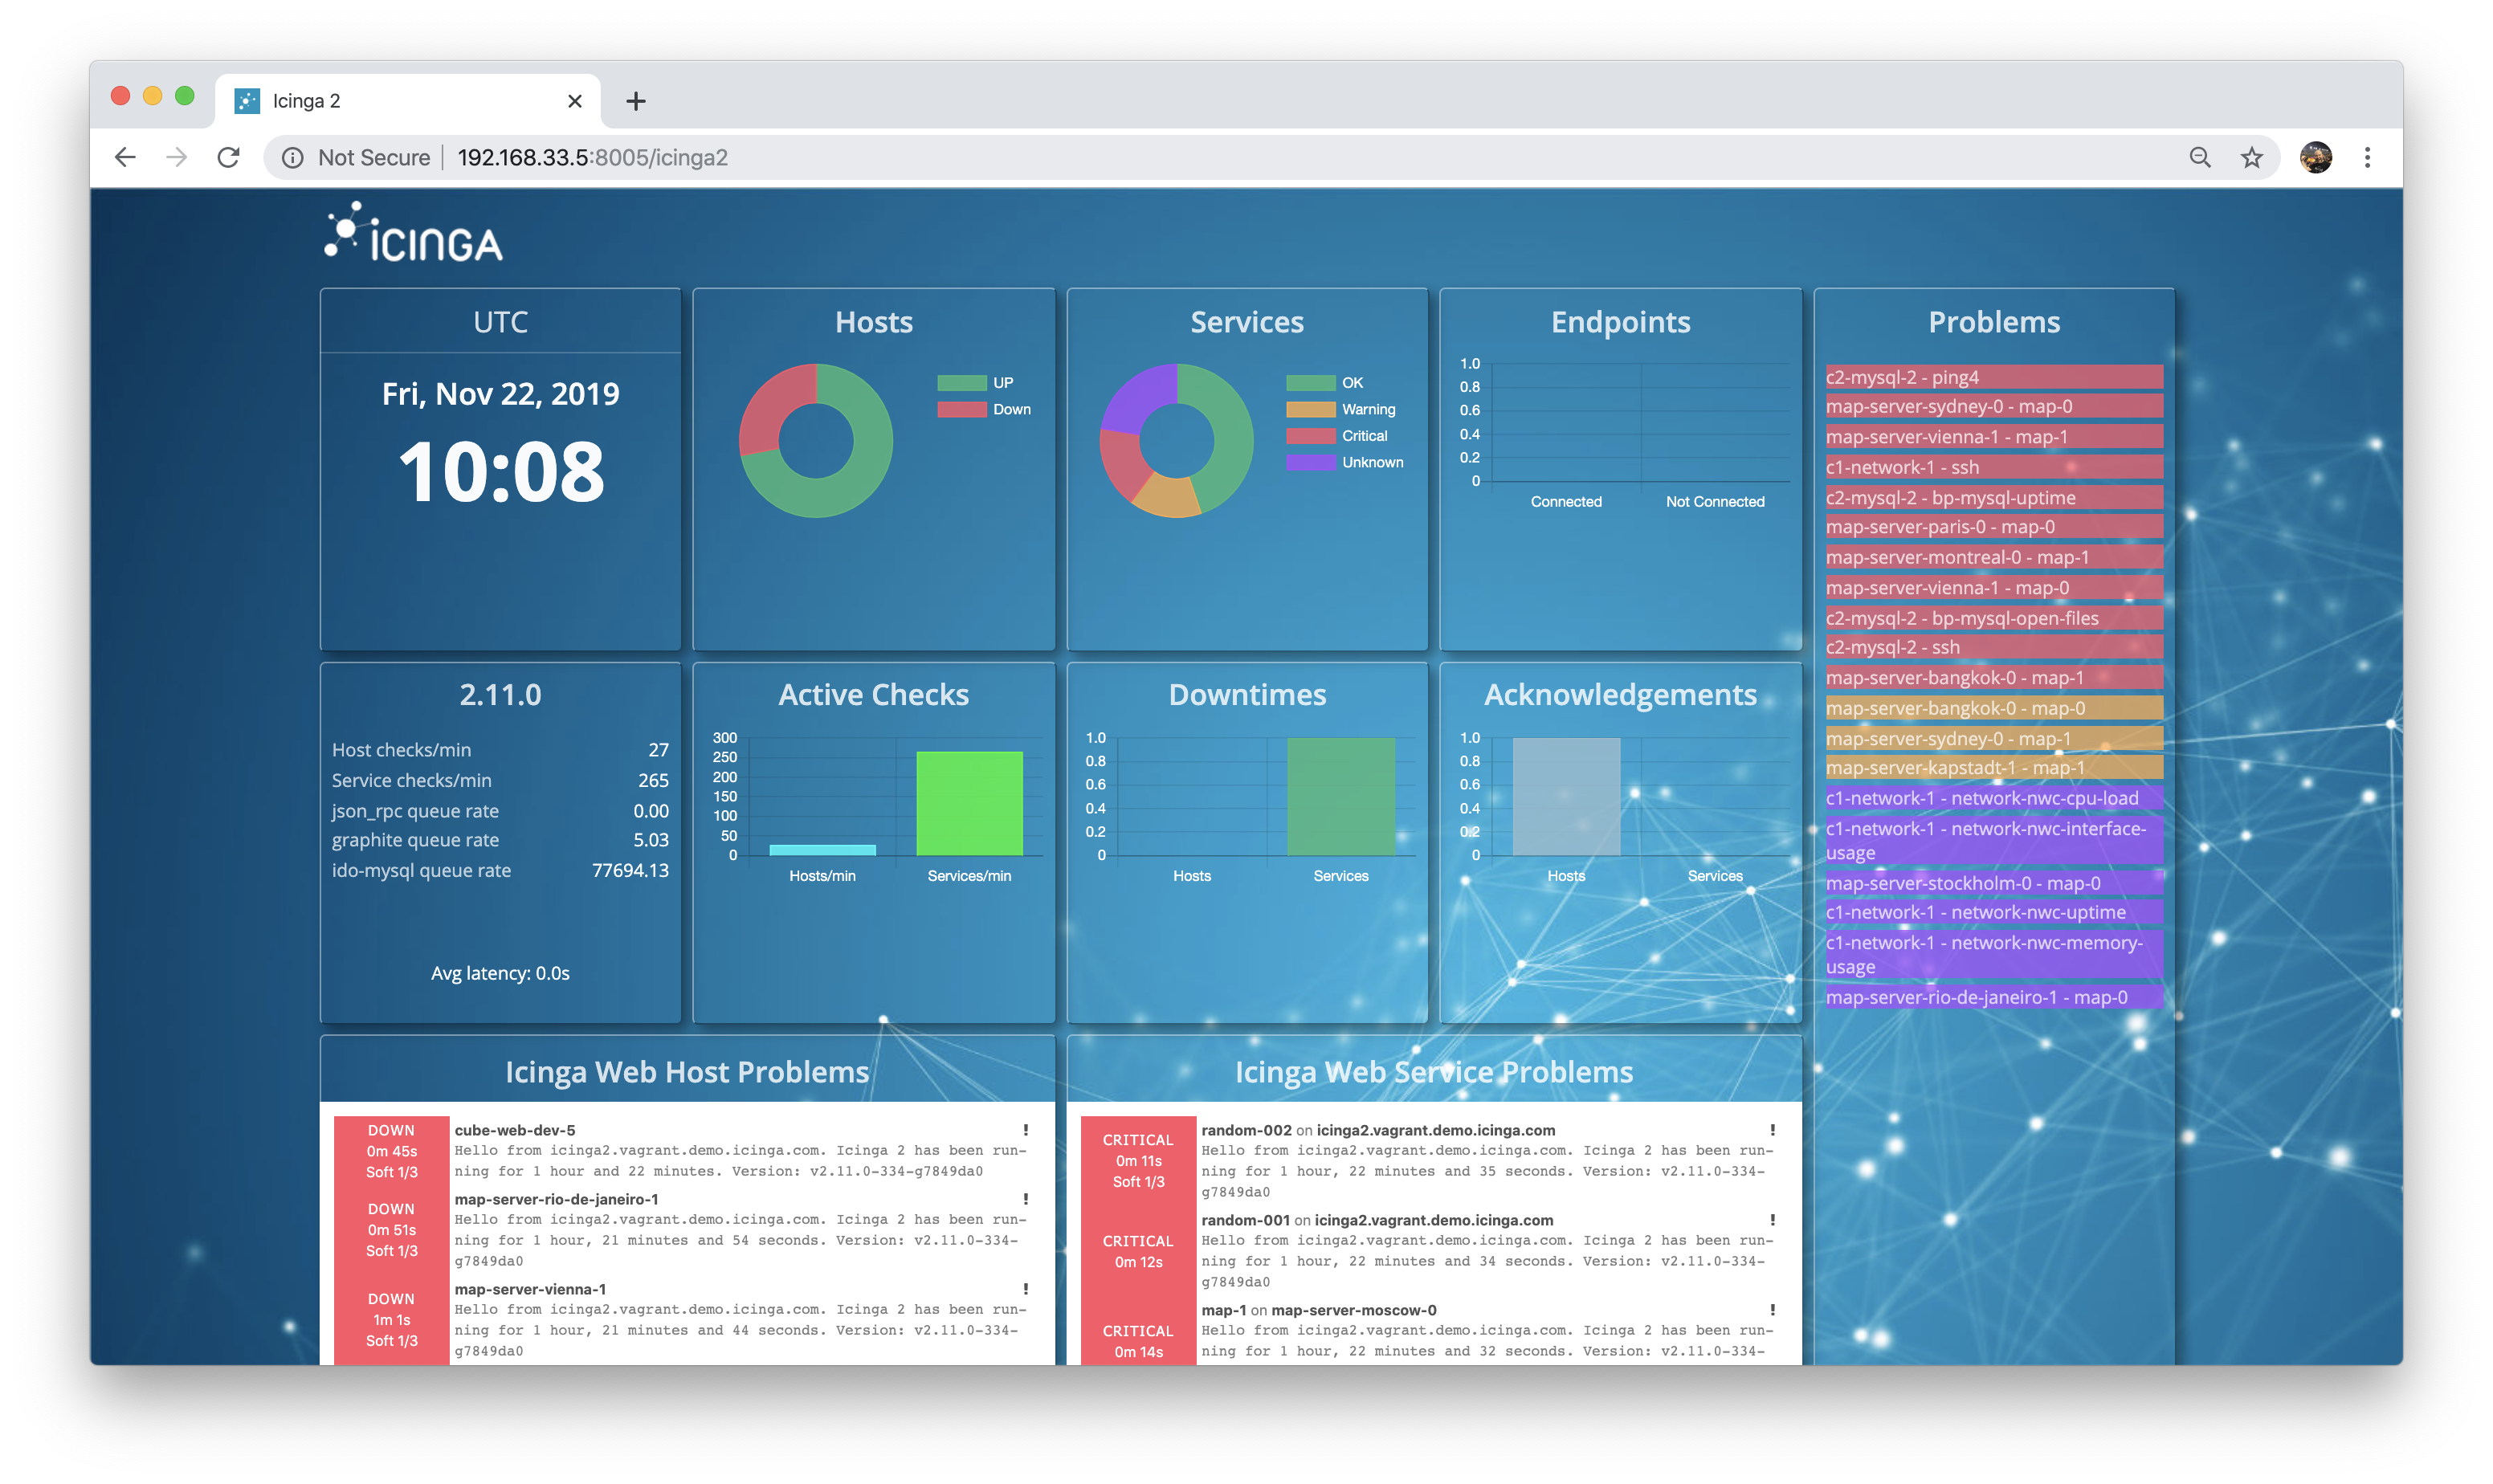 Icinga 2
Not Secure
192.168.33.5:8005/icinga2
ICINGA
UTC
Fri, Nov 22, 2019
10:08
Hosts
UP
Down
Services
OK
Warning
Critical
Unknown
Endpoints
1.0
0.8
0.6
0.4
0.2
0
Connected
Not Connected
Problems
c2-mysql-2 - ping4
map-server-sydney-0 - map-0
map-server-vienna-1 - map-1
c1-network-1 - ssh
c2-mysql-2 - bp-mysql-uptime
map-server-paris-0 - map-0
map-server-montreal-0 - map-1
map-server-vienna-1 - map-0
c2-mysql-2 - bp-mysql-open-files
c2-mysql-2 - ssh
map-server-bangkok-0 - map-1
map-server-bangkok-0 - map-0
map-server-sydney-0 - map-1
map-server-kapstadt-1 - map-1
c1-network-1 - network-nwc-cpu-load
c1-network-1 - network-nwc-interface-
usage
map-server-stockholm-0 - map-0
c1-network-1 - network-nwc-uptime
c1-network-1 - network-nwc-memory-
usage
map-server-rio-de-janeiro-1 - map-0
2.11.0
Host checks/min 27
Service checks/min 265
json_rpc queue rate 0.00
graphite queue rate 5.03
ido-mysql queue rate 77694.13
Avg latency: 0.0s
Active Checks
300
250
200
150
100
50
0
Hosts/min
Services/min
Downtimes
1.0
0.8
0.6
0.4
0.2
0
Hosts
Services
Acknowledgements
1.0
0.8
0.6
0.4
0.2
0
Hosts
Services
Icinga Web Host Problems
DOWN
0m 45s
Soft 1/3
cube-web-dev-5 !
Hello from icinga2.vagrant.demo.icinga.com. Icinga 2 has been run-
ning for 1 hour and 22 minutes. Version: v2.11.0-334-g7849da0
DOWN
0m 51s
Soft 1/3
map-server-rio-de-janeiro-1 !
Hello from icinga2.vagrant.demo.icinga.com. Icinga 2 has been run-
ning for 1 hour, 21 minutes and 54 seconds. Version: v2.11.0-334-
g7849da0
DOWN
1m 1s
Soft 1/3
map-server-vienna-1 !
Hello from icinga2.vagrant.demo.icinga.com. Icinga 2 has been run-
ning for 1 hour, 21 minutes and 44 seconds. Version: v2.11.0-334-
g7849da0
Icinga Web Service Problems
CRITICAL
0m 11s
Soft 1/3
random-002 on icinga2.vagrant.demo.icinga.com !
Hello from icinga2.vagrant.demo.icinga.com. Icinga 2 has been run-
ning for 1 hour, 22 minutes and 35 seconds. Version: v2.11.0-334-
g7849da0
CRITICAL
0m 12s
random-001 on icinga2.vagrant.demo.icinga.com !
Hello from icinga2.vagrant.demo.icinga.com. Icinga 2 has been run-
ning for 1 hour, 22 minutes and 34 seconds. Version: v2.11.0-334-
g7849da0
CRITICAL
0m 14s
map-1 on map-server-moscow-0 !
Hello from icinga2.vagrant.demo.icinga.com. Icinga 2 has been run-
ning for 1 hour, 22 minutes and 32 seconds. Version: v2.11.0-334-